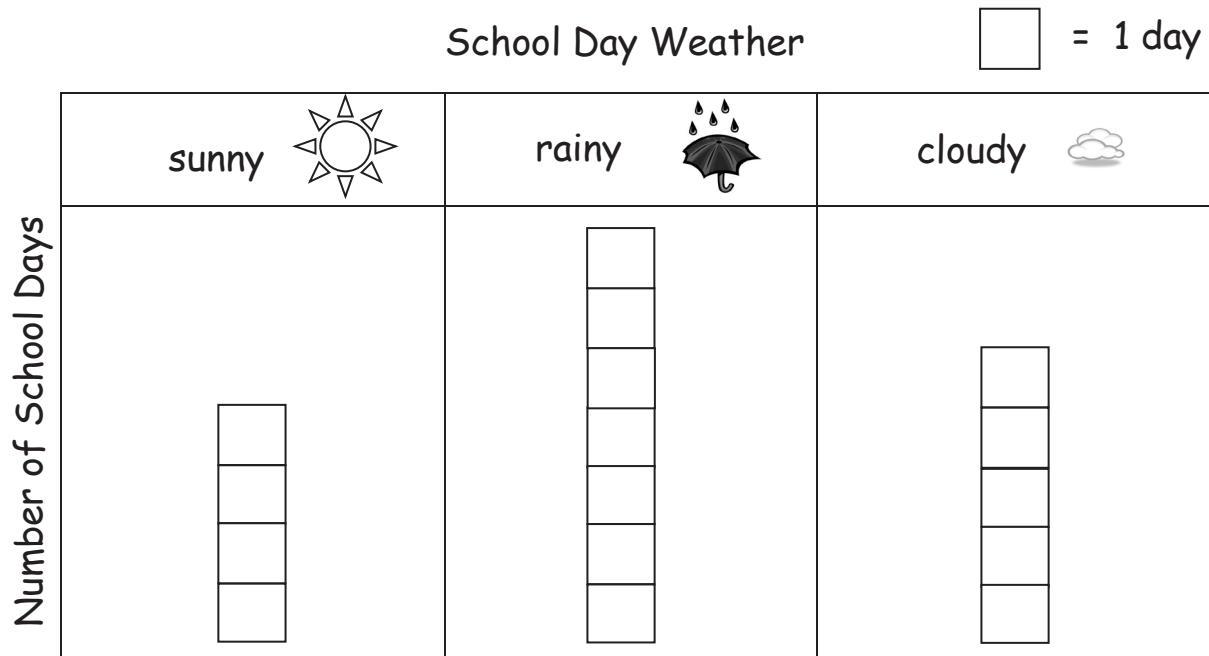 School Day Weather
= 1 day
sunny
rainy
cloudy
Number of School Days